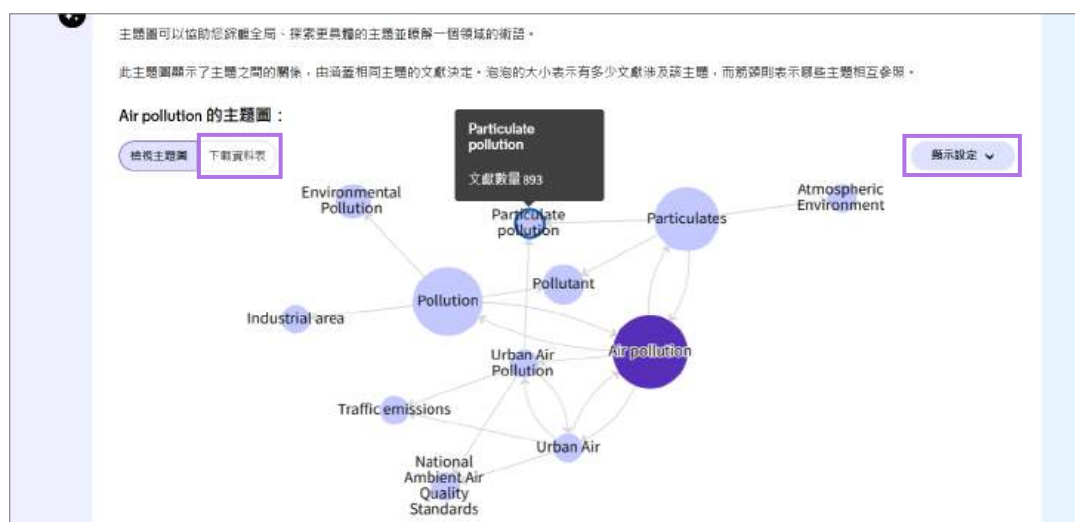 主題圖可以協助您綜觀全局、探索更具體的主題並瞭解一個領域的術語。
此主題圖顯示了主題之間的關係,由涵蓋相同主題的文獻決定。泡泡的大小表示有多少文獻涉及該主題,而箭頭則表示哪些主題相互參照。
Air pollution 的主題圖:
檢視主題圖
下載資料表
顯示設定
Particulate
pollution
文獻數量 893
Environmental
Pollution
Particulate
pollution
Particulates
Atmospheric
Environment
Pollutant
Pollution
Industrial area
Urban Air
Pollution
Air pollution
Traffic emissions
Urban Air
National
Ambient Air
Quality
Standards